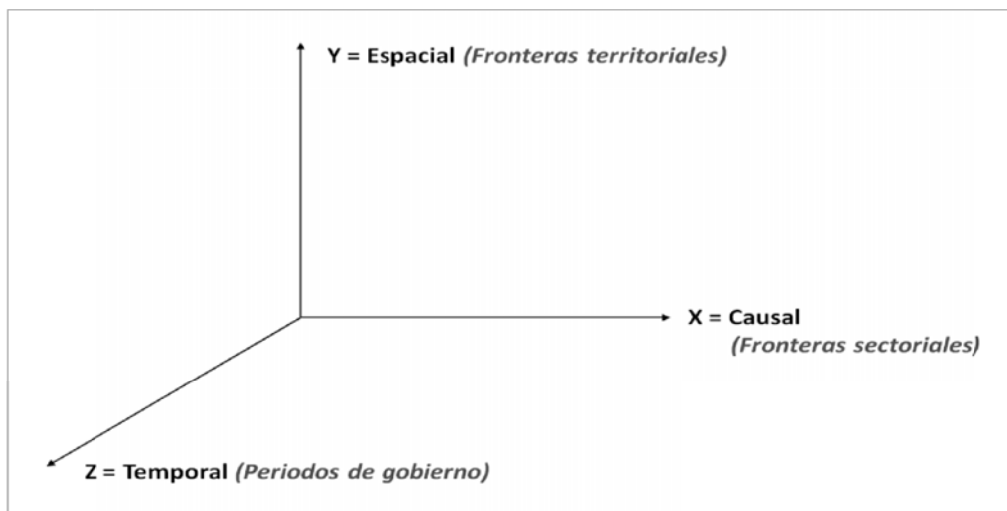 Y = Espacial (Fronteras territoriales)
X = Causal
(Fronteras sectoriales)
Z = Temporal (Periodos de gobierno)